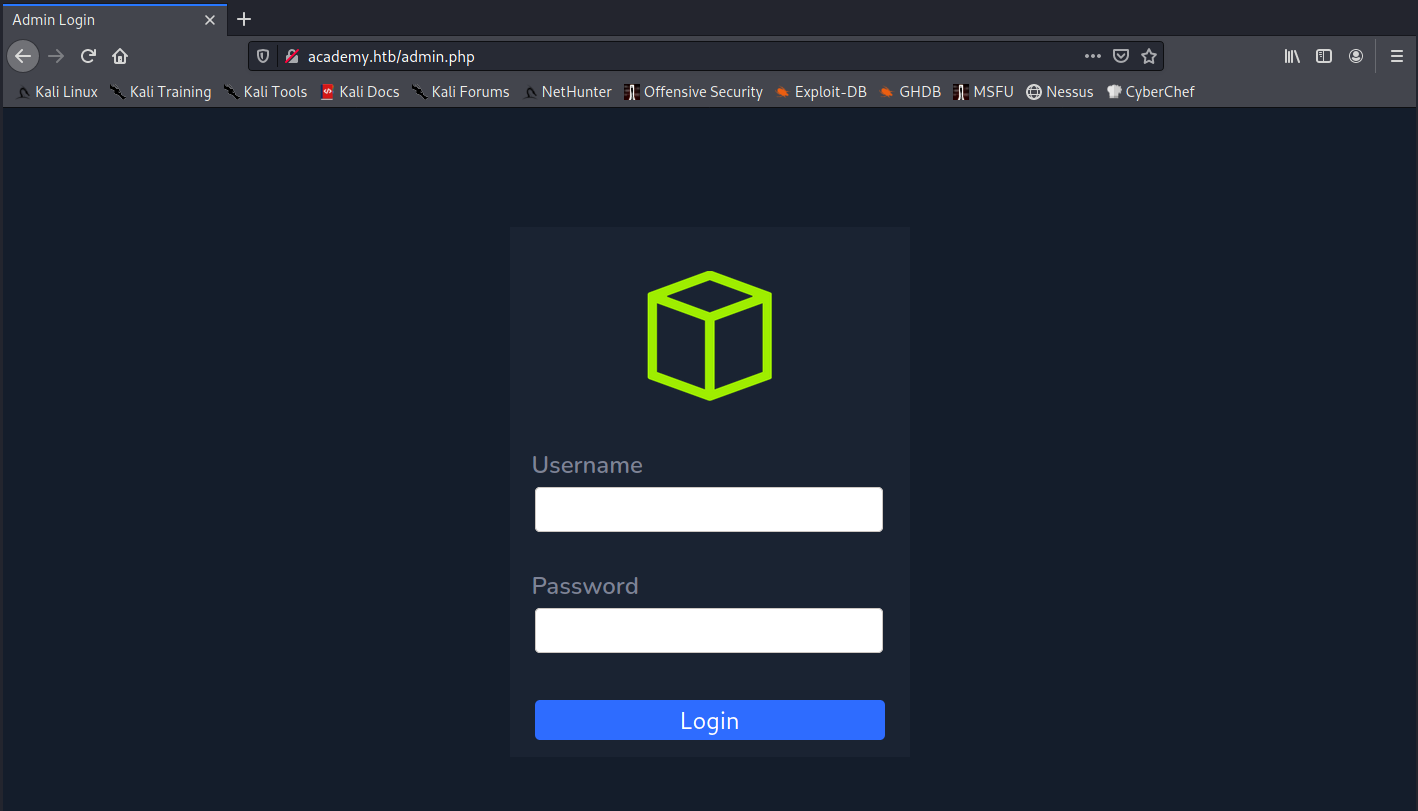 Admin Login
academy.htb/admin.php
Kali Linux Kali Training Kali Tools Kali Docs Kali Forums NetHunter Offensive Security Exploit-DB GHDB MSFU Nessus CyberChef
Username
Password
Login